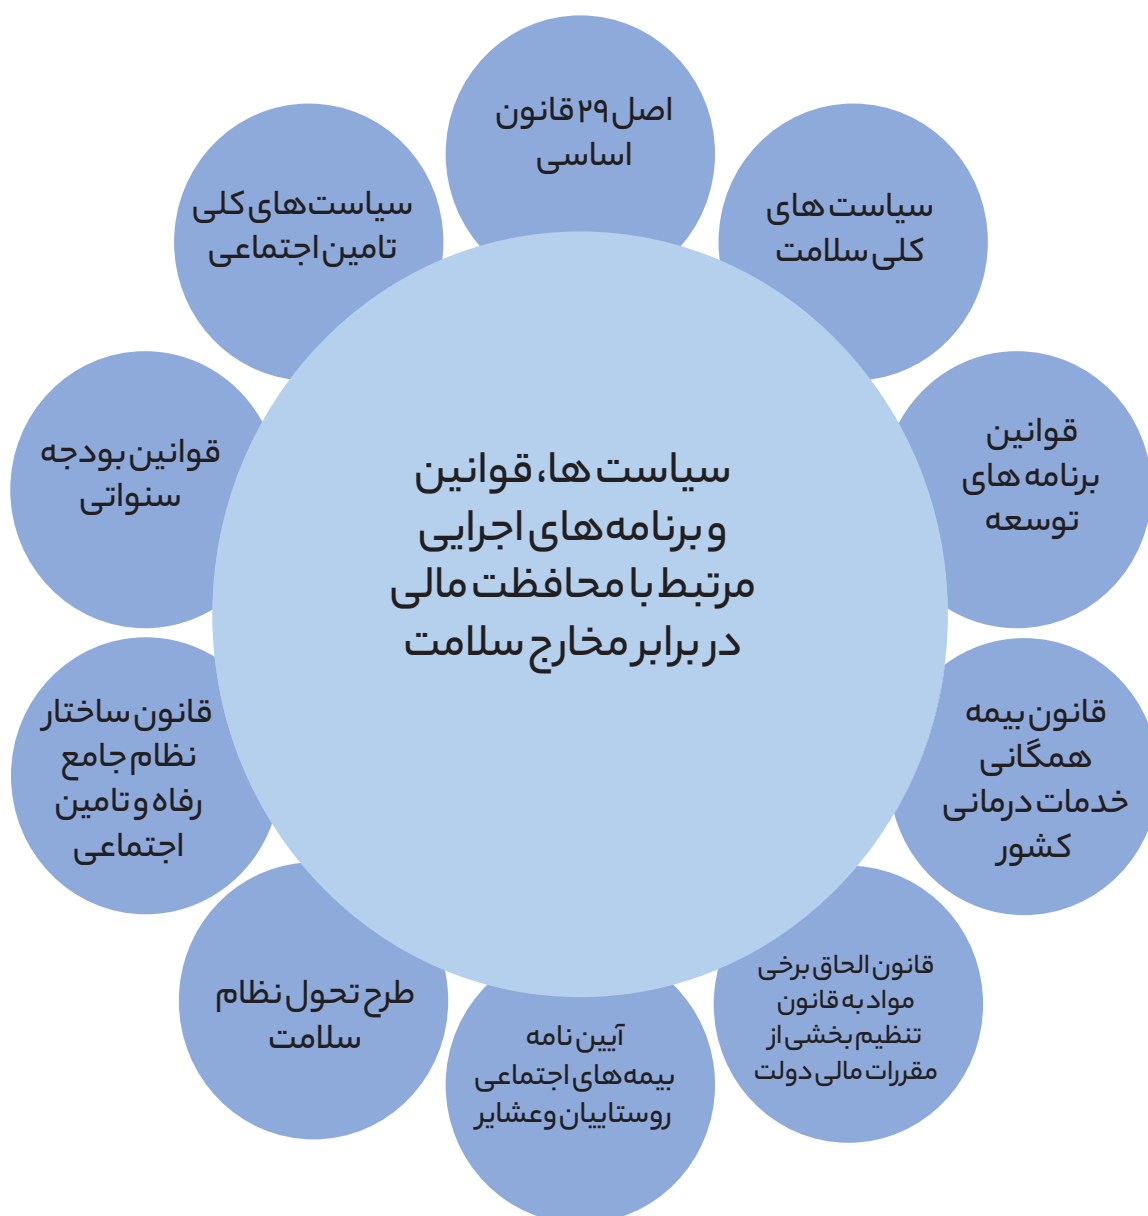 اصل ۲۹ قانون
اساسی
سیاست های
کلی سلامت
قوانین
برنامه های
توسعه
قانون بیمه
همگانی
خدمات درمانی
کشور
قانون الحاق برخی
مواد به قانون
تنظیم بخشی از
مقررات مالی دولت
آیین نامه
بیمه‌های اجتماعی
روستاییان وعشایر
طرح تحول نظام
سلامت
قانون ساختار
نظام جامع
رفاه و تامین
اجتماعی
قوانین بودجه
سنواتی
سیاست‌های کلی
تامین اجتماعی
سیاست ها، قوانین
و برنامه‌های اجرایی
مرتبط با محافظت مالی
در برابر مخارج سلامت